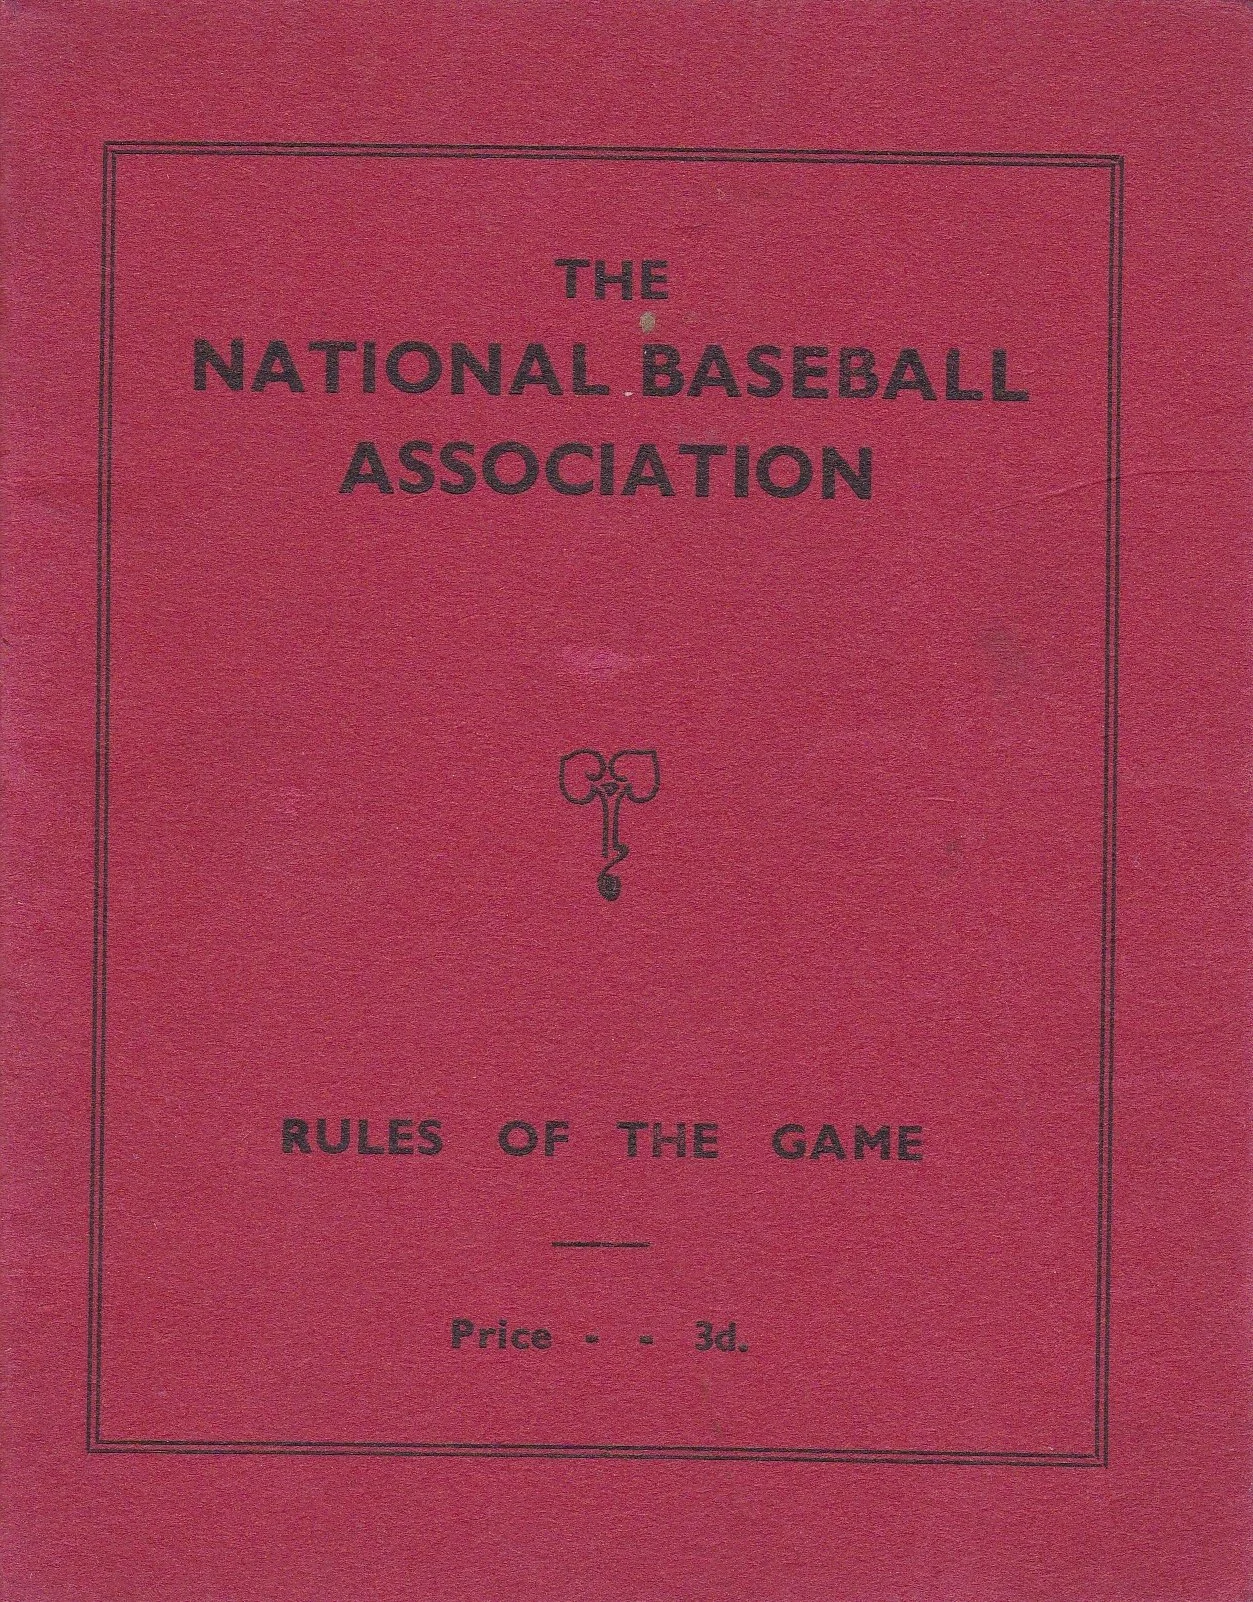 THE
NATIONAL BASEBALL
ASSOCIATION
RULES OF THE GAME
Price - - 3d.